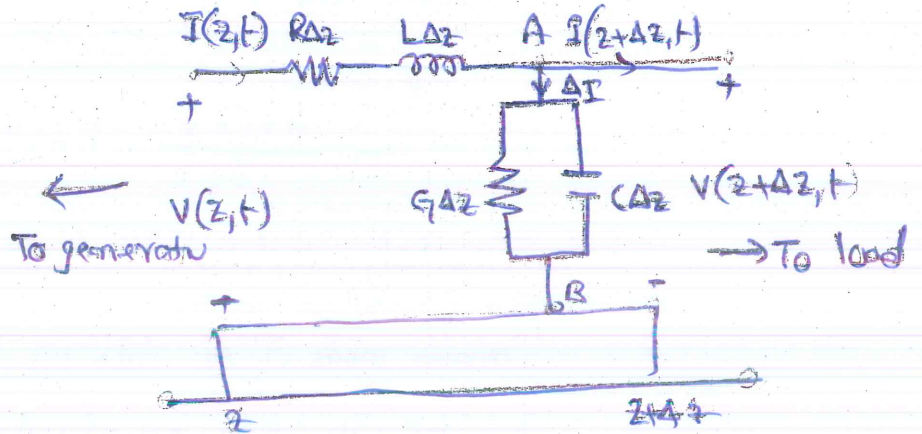 I(z,t) RΔz LΔz A I(z+Δz,t)
+ ΔI +
V(z,t) GΔz CΔz V(z+Δz,t)
To generator → To load
+ B -
z z+Δz